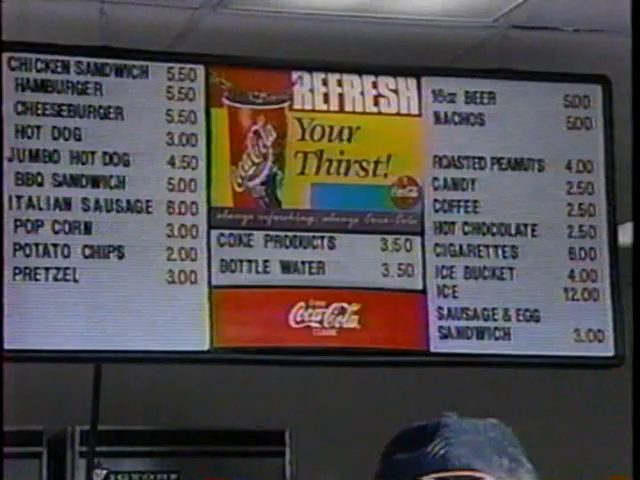 CHICKEN SANDWICH 5.50
HAMBURGER 5.50
CHEESEBURGER 5.50
HOT DOG 3.00
JUMBO HOT DOG 4.50
BBQ SANDWICH 5.00
ITALIAN SAUSAGE 6.00
POP CORN 3.00
POTATO CHIPS 2.00
PRETZEL 3.00
REFRESH
Your
Thirst!
always refreshing, always Coca-Cola
COKE PRODUCTS 3.50
BOTTLE WATER 3.50
Coca-Cola
CLASSIC
16oz BEER 5.00
NACHOS 5.00
ROASTED PEANUTS 4.00
CANDY 2.50
COFFEE 2.50
HOT CHOCOLATE 2.50
CIGARETTES 6.00
ICE BUCKET 4.00
ICE 12.00
SAUSAGE & EGG
SANDWICH 3.00